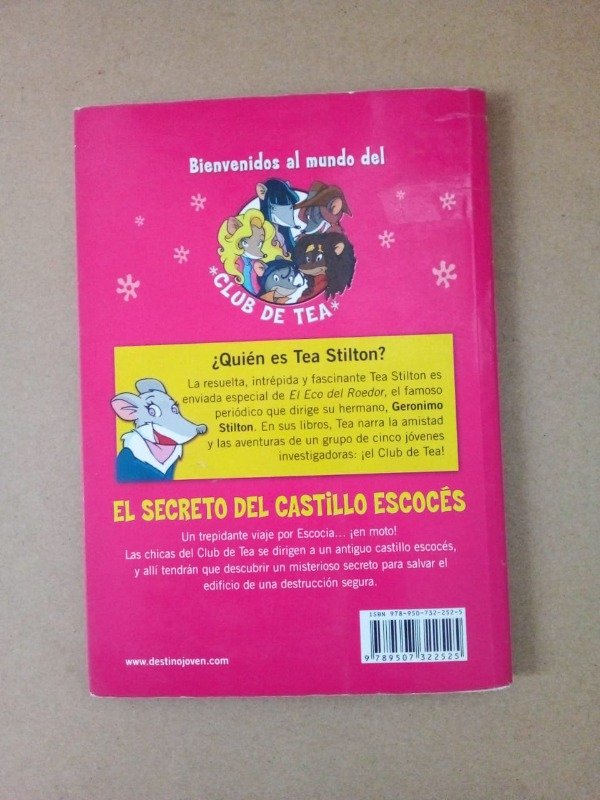 Bienvenidos al mundo del
*CLUB DE TEA*
¿Quién es Tea Stilton?
La resuelta, intrépida y fascinante Tea Stilton es
enviada especial de El Eco del Roedor, el famoso
periódico que dirige su hermano, Geronimo
Stilton. En sus libros, Tea narra la amistad
y las aventuras de un grupo de cinco jóvenes
investigadoras: ¡el Club de Tea!
EL SECRETO DEL CASTILLO ESCOCÉS
Un trepidante viaje por Escocia... ¡en moto!
Las chicas del Club de Tea se dirigen a un antiguo castillo escocés,
y allí tendrán que descubrir un misterioso secreto para salvar el
edificio de una destrucción segura.
ISBN 978-950-732-252-5
9 789507 322525
www.destinojoven.com